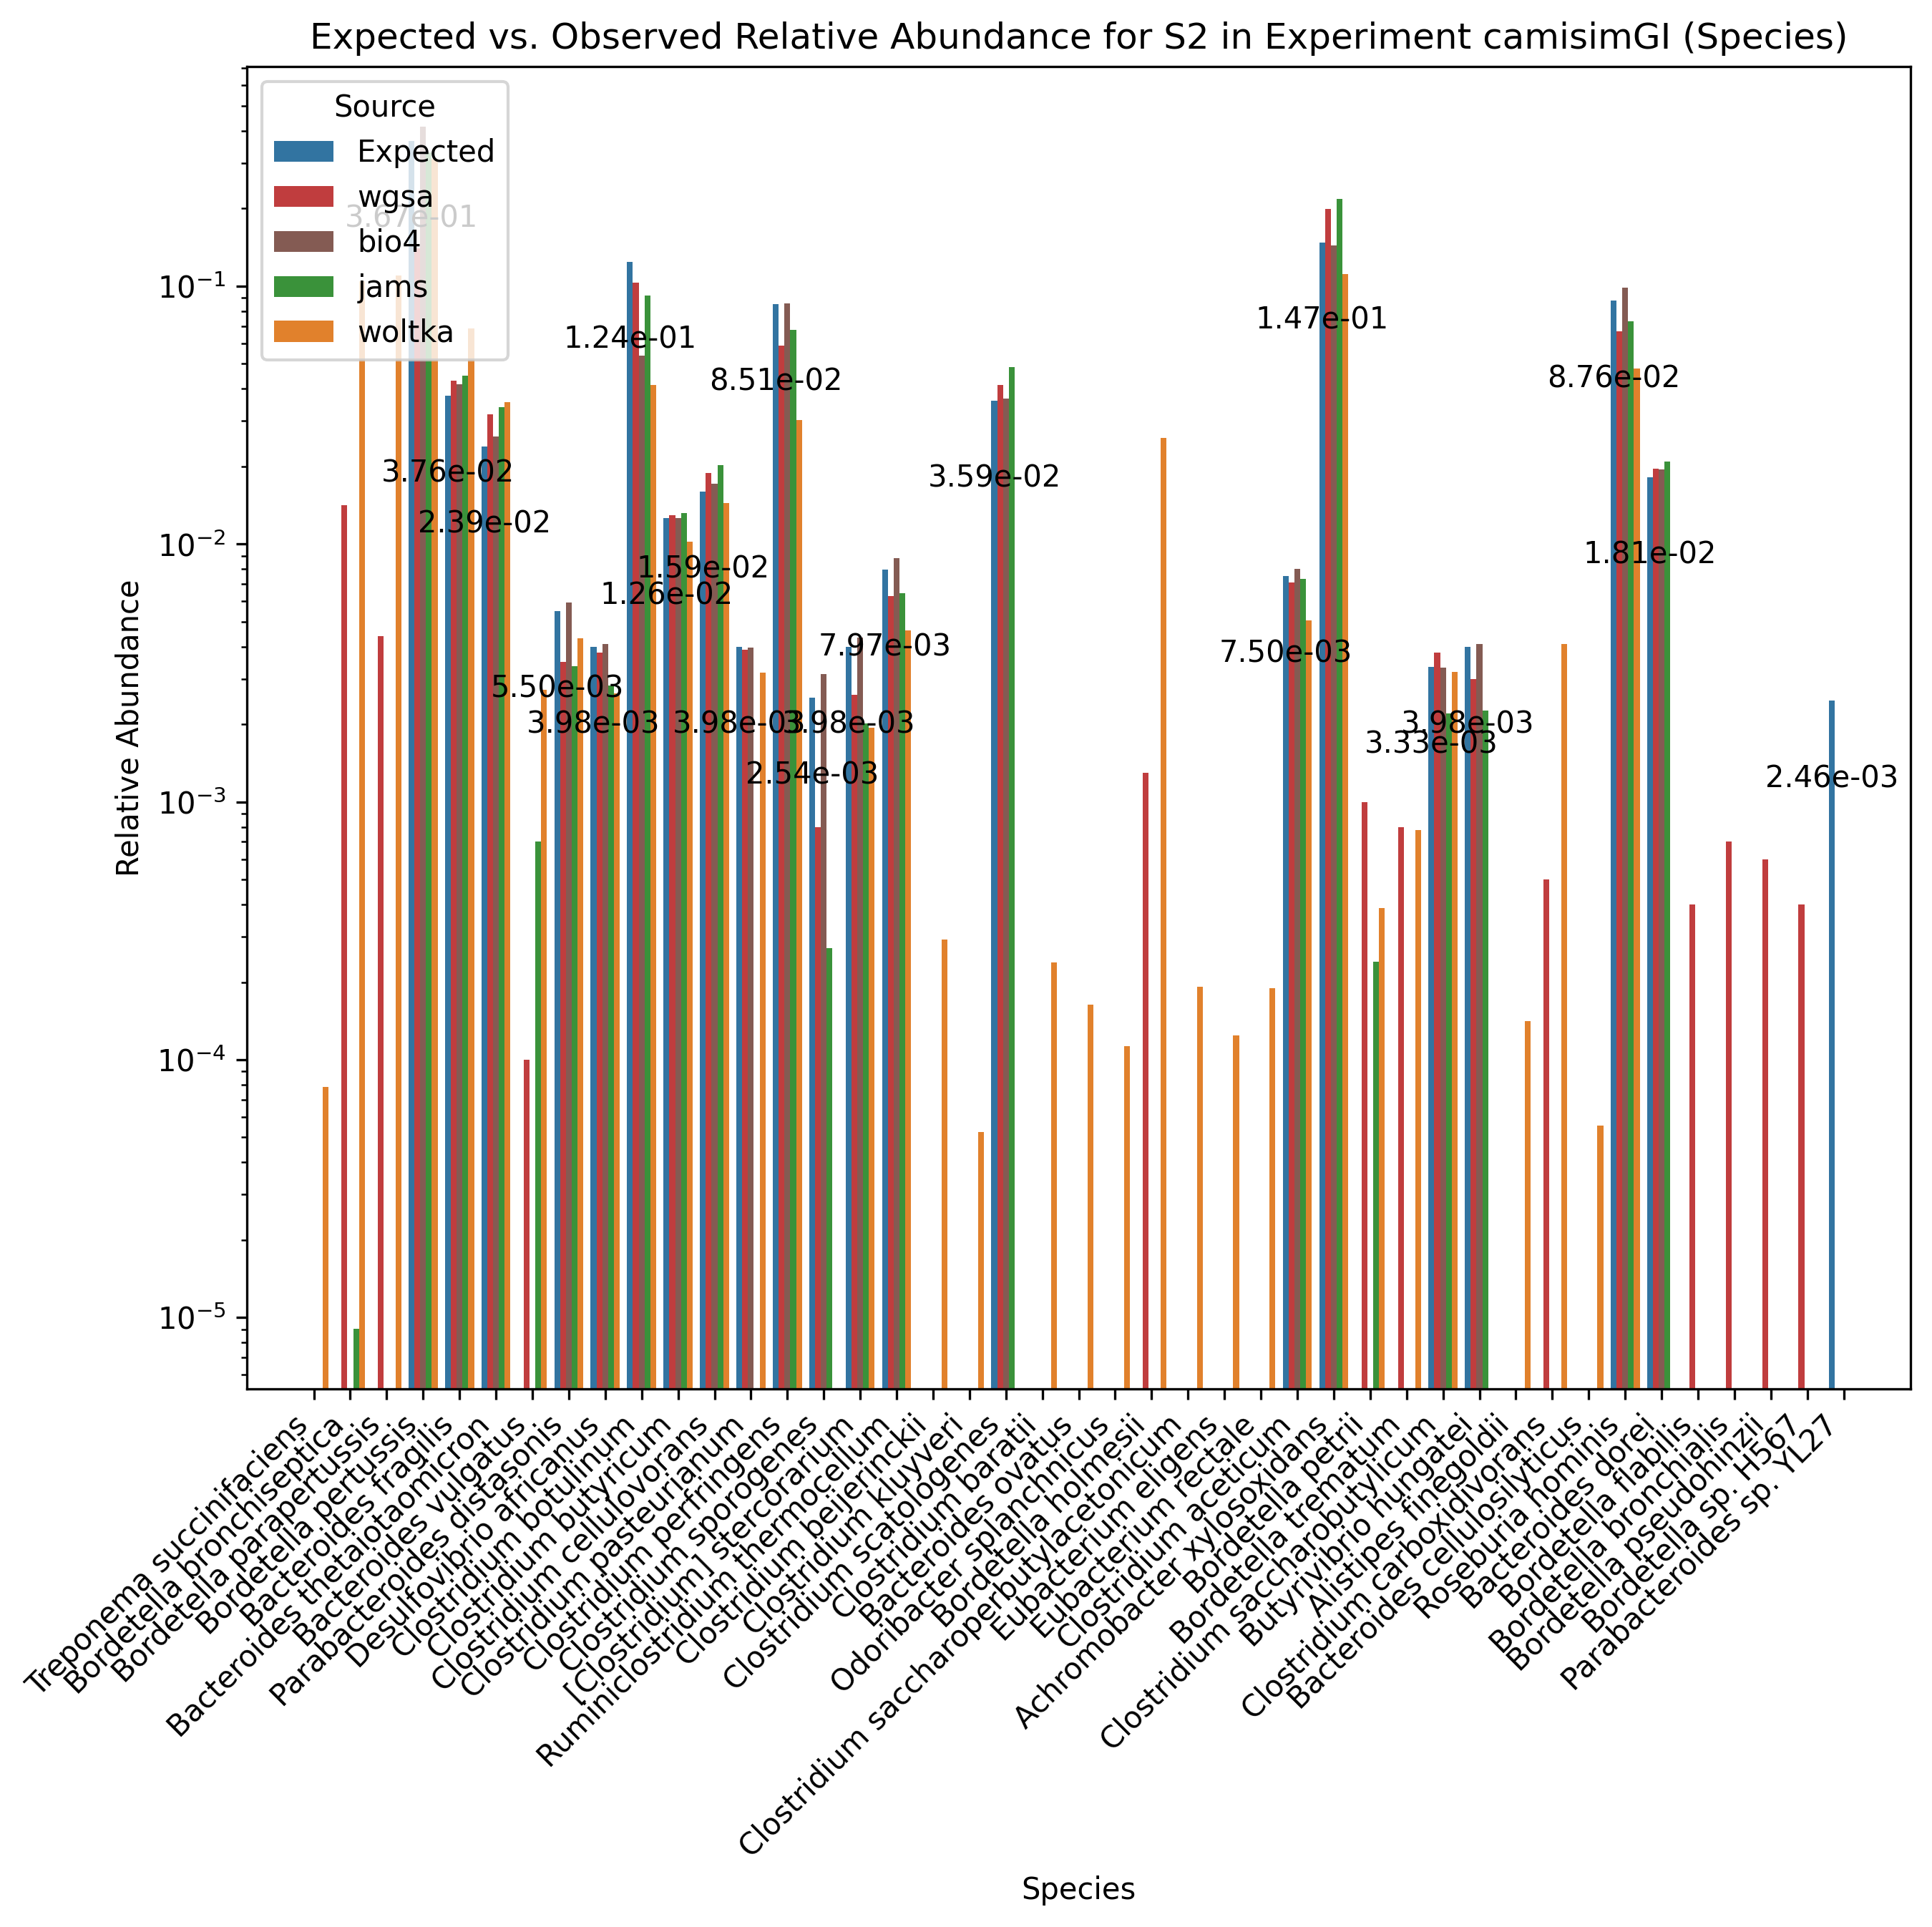 Expected vs. Observed Relative Abundance for S2 in Experiment camisimGI (Species)
Source
Expected
wgsa
bio4
jams
woltka
Relative Abundance
10⁻¹
10⁻²
10⁻³
10⁻⁴
10⁻⁵
3.67e-01
3.76e-02
2.39e-02
5.50e-03
3.98e-03
1.24e-01
1.26e-02
1.59e-02
3.98e-03
8.51e-02
2.54e-03
3.98e-03
7.97e-03
3.59e-02
7.50e-03
1.47e-01
3.33e-03
3.98e-03
8.76e-02
1.81e-02
2.46e-03
Treponema succinifaciens
Bordetella bronchiseptica
Bordetella parapertussis
Bordetella pertussis
Bacteroides fragilis
Bacteroides thetaiotaomicron
Bacteroides vulgatus
Parabacteroides distasonis
Desulfovibrio africanus
Clostridium botulinum
Clostridium butyricum
Clostridium cellulovorans
Clostridium pasteurianum
Clostridium perfringens
Clostridium sporogenes
[Clostridium] stercorarium
Ruminiclostridium thermocellum
Clostridium beijerinckii
Clostridium kluyveri
Clostridium scatologenes
Clostridium baratii
Bacteroides ovatus
Odoribacter splanchnicus
Bordetella holmesii
Clostridium saccharoperbutylacetonicum
Eubacterium eligens
Eubacterium rectale
Clostridium aceticum
Achromobacter xylosoxidans
Bordetella petrii
Bordetella trematum
Clostridium saccharobutylicum
Butyrivibrio hungatei
Alistipes finegoldii
Clostridium carboxidivorans
Bacteroides cellulosilyticus
Roseburia hominis
Bacteroides dorei
Bordetella flabilis
Bordetella bronchialis
Bordetella pseudohinzii
Bordetella sp. H567
Parabacteroides sp. YL27
Species